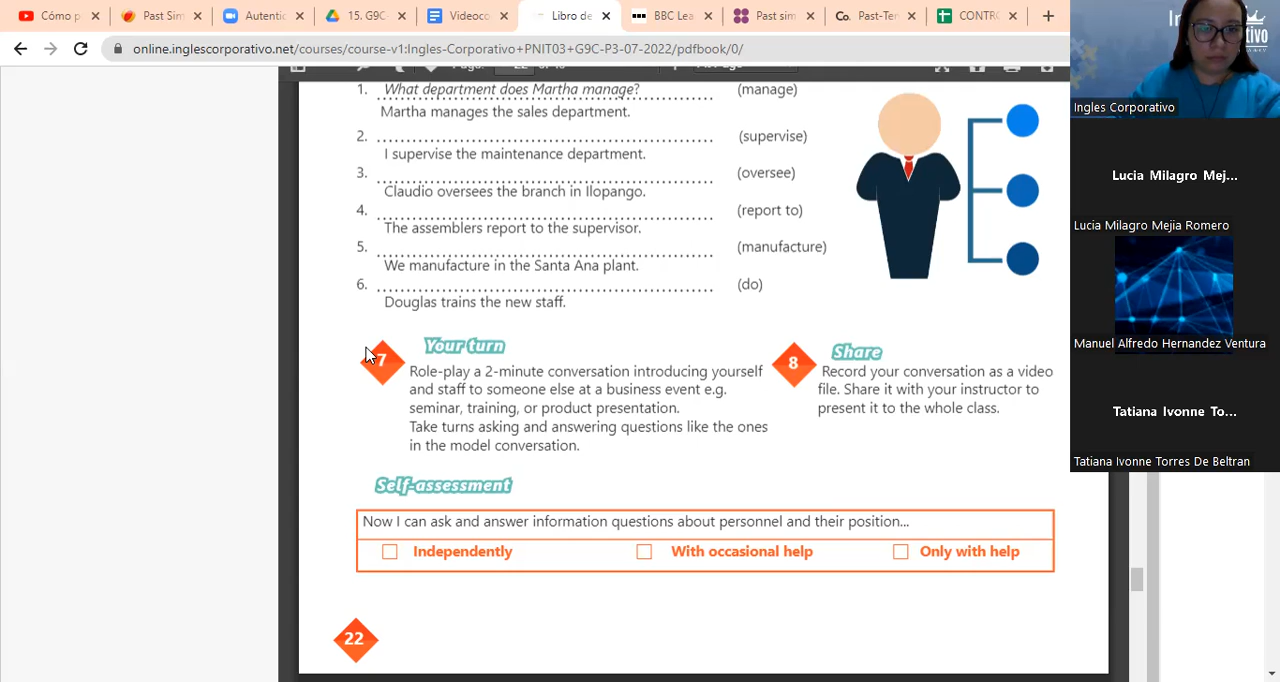 Cómo p
Past Sim
Autentic
15. G9C
Videoco
Libro de
BBC Lea
Past sim
Co. Past-Ten
CONTRO
online.inglescorporativo.net/courses/course-v1:Ingles-Corporativo+PNIT03+G9C-P3-07-2022/pdfbook/0/
1. What department does Martha manage? (manage)
Martha manages the sales department.
2. (supervise)
I supervise the maintenance department.
3. (oversee)
Claudio oversees the branch in Ilopango.
4. (report to)
The assemblers report to the supervisor.
5. (manufacture)
We manufacture in the Santa Ana plant.
6. (do)
Douglas trains the new staff.
7 Your turn
Role-play a 2-minute conversation introducing yourself
and staff to someone else at a business event e.g.
seminar, training, or product presentation.
Take turns asking and answering questions like the ones
in the model conversation.
8 Share
Record your conversation as a video
file. Share it with your instructor to
present it to the whole class.
Self-assessment
Now I can ask and answer information questions about personnel and their position...
Independently
With occasional help
Only with help
22
Ingles Corporativo
Lucia Milagro Mej...
Lucia Milagro Mejia Romero
Manuel Alfredo Hernandez Ventura
Tatiana Ivonne To...
Tatiana Ivonne Torres De Beltran